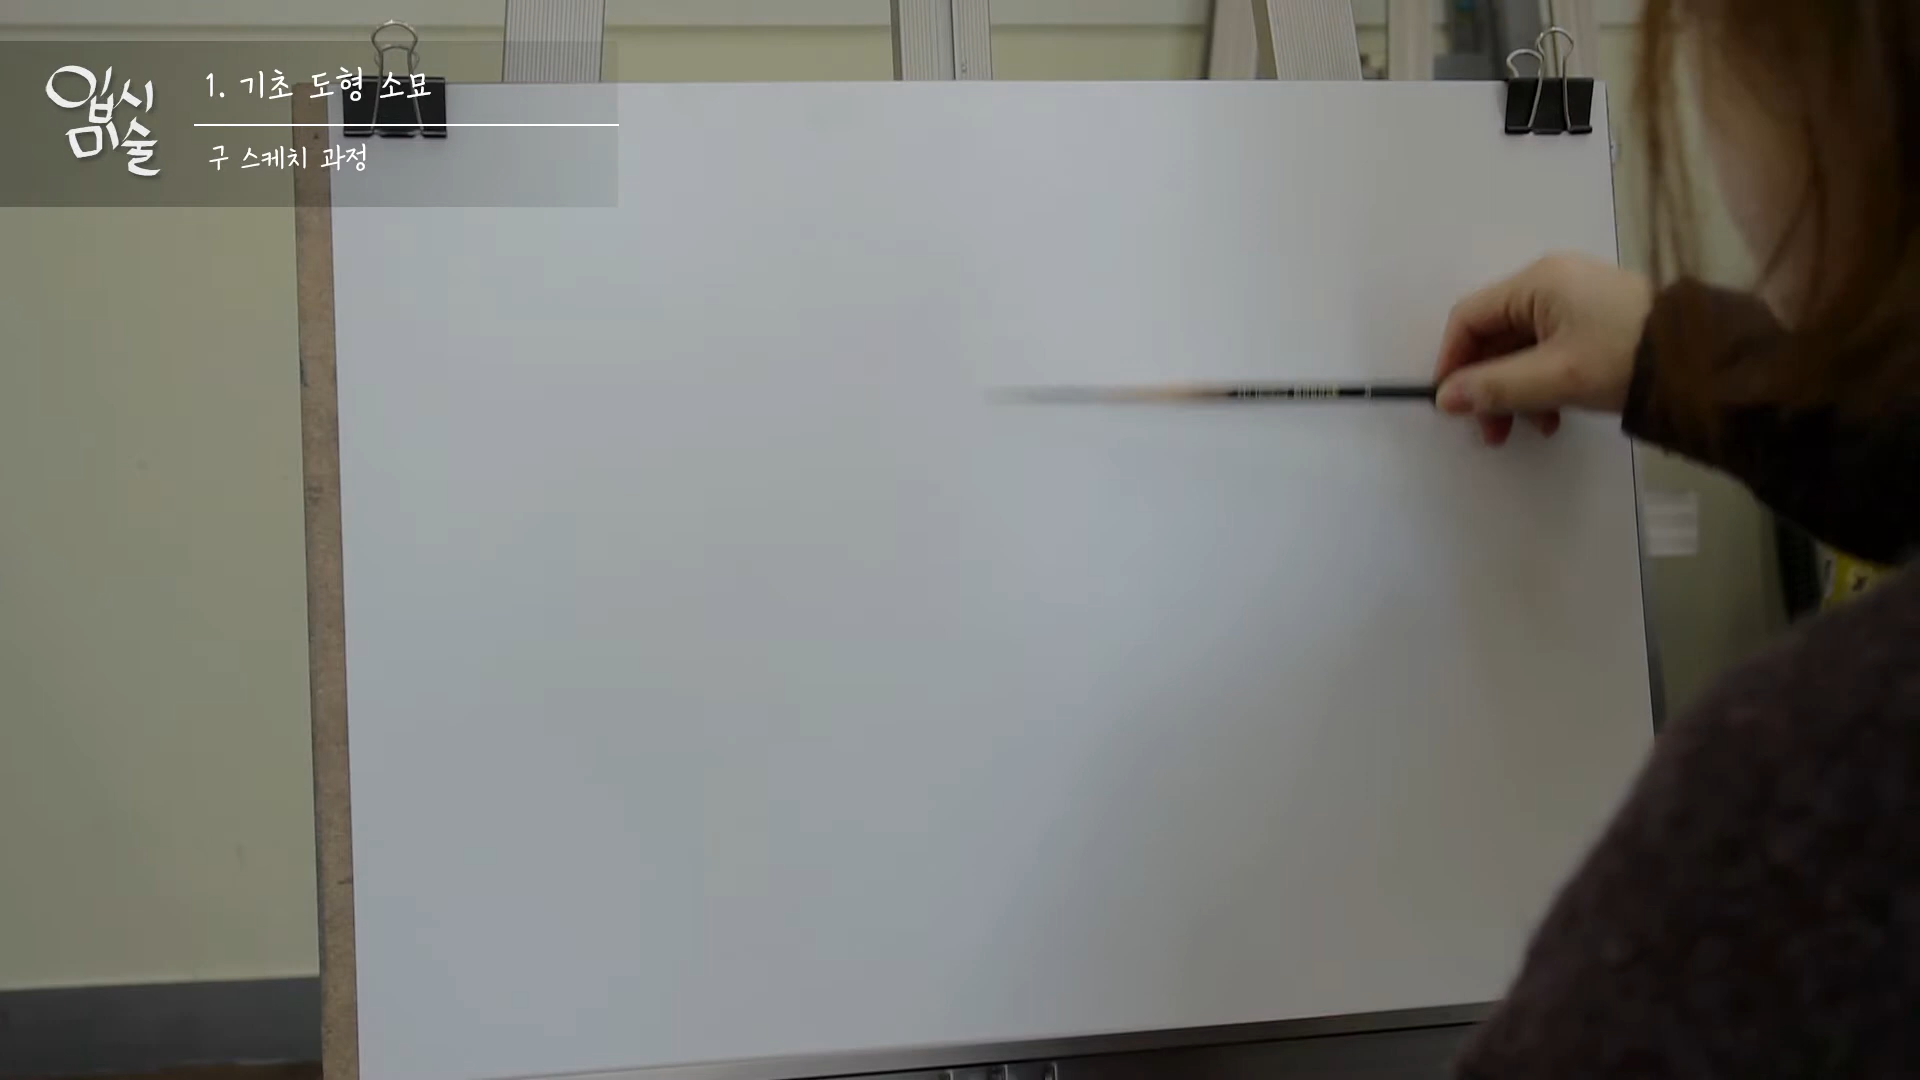 입시
미술
1. 기초 도형 소묘
구 스케치 과정